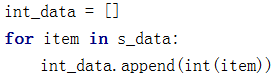 int_data = []
for item in s_data:
    int_data.append(int(item))